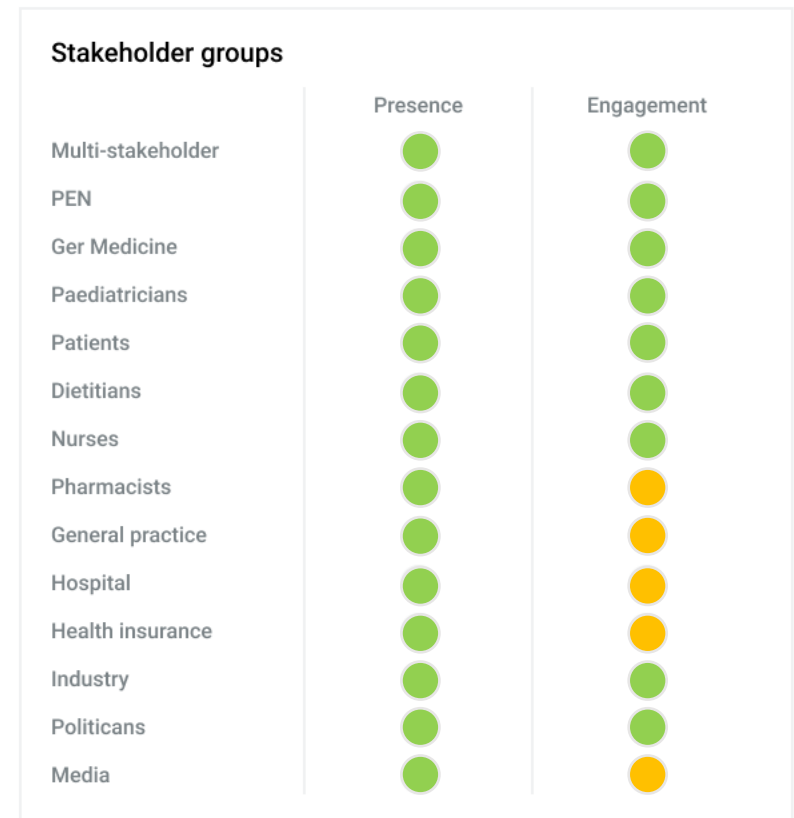 Stakeholder groups
Presence Engagement
Multi-stakeholder
PEN
Ger Medicine
Paediatricians
Patients
Dietitians
Nurses
Pharmacists
General practice
Hospital
Health insurance
Industry
Politicans
Media